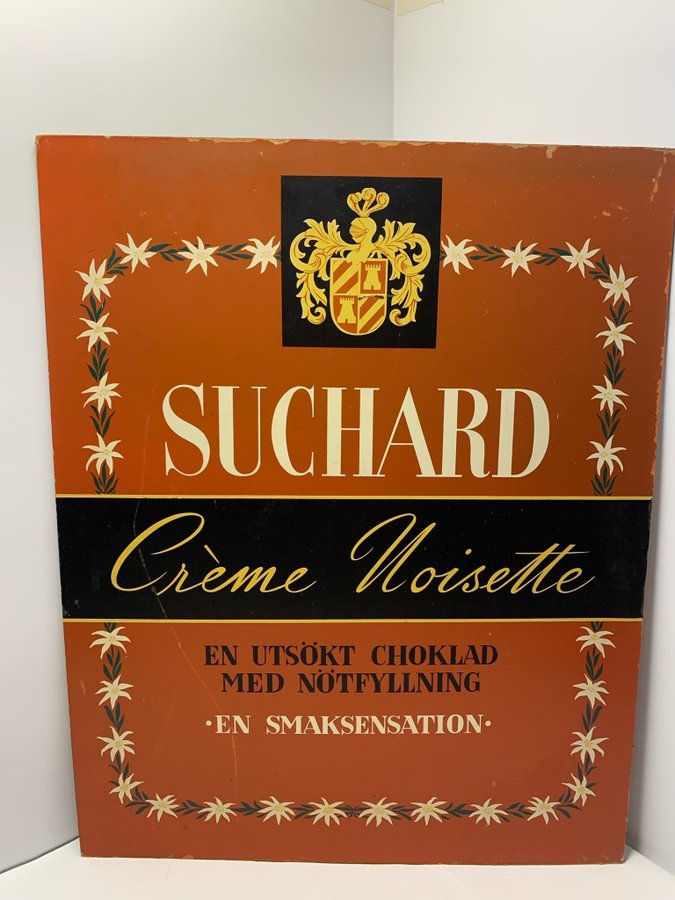 SUCHARD
Crème Noisette
EN UTSÖKT CHOKLAD
MED NÖTFYLLNING
·EN SMAKSENSATION·